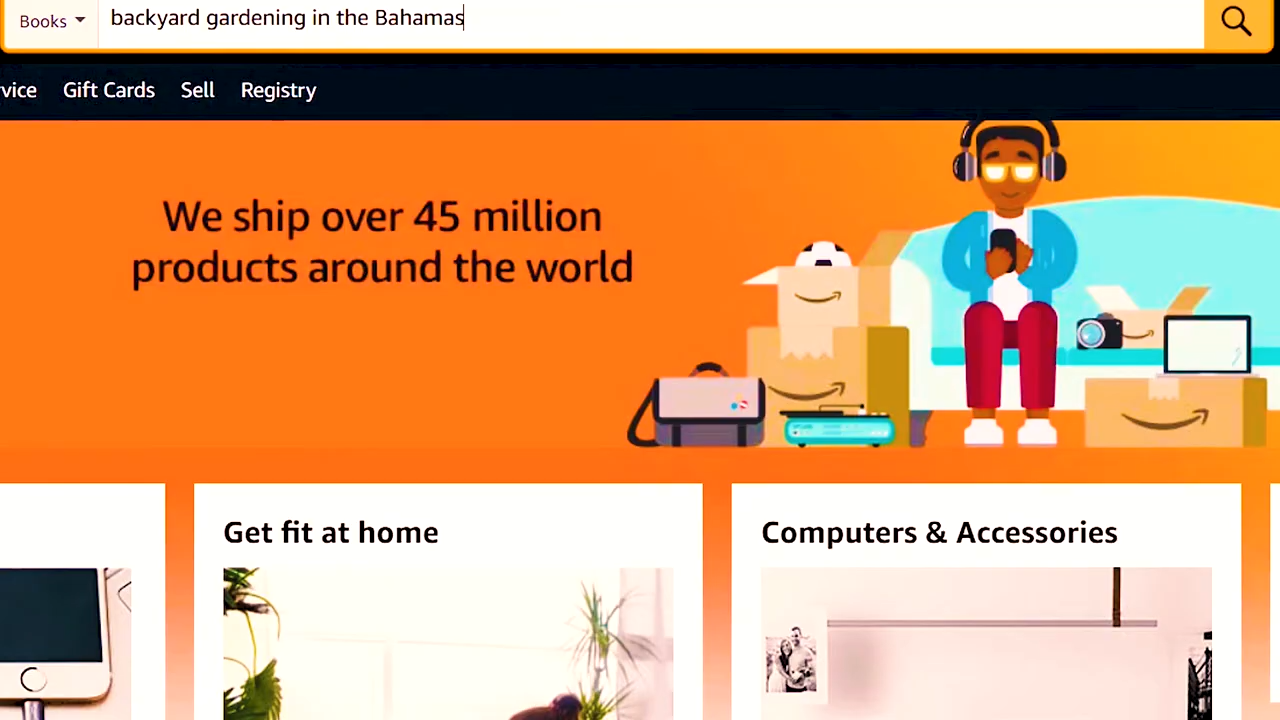 Books
backyard gardening in the Bahamas
vice
Gift Cards
Sell
Registry
We ship over 45 million
products around the world
Get fit at home
Computers & Accessories